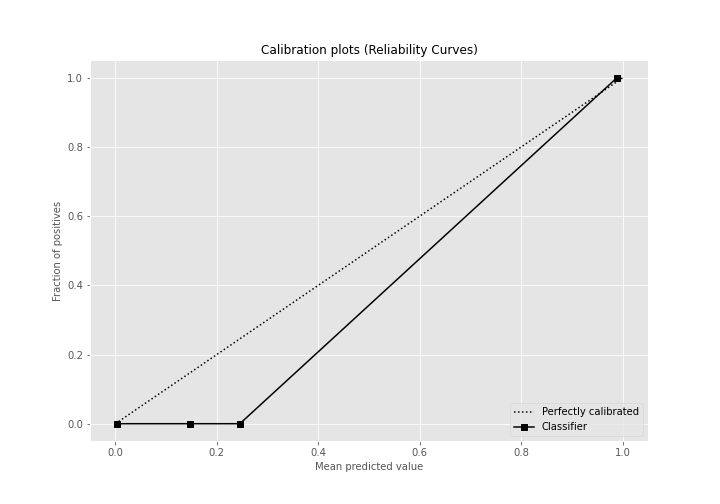 Calibration plots (Reliability Curves)
1.0
0.8
0.6
0.4
0.2
0.0
Fraction of positives
Perfectly calibrated
Classifier
0.0 0.2 0.4 0.6 0.8 1.0
Mean predicted value